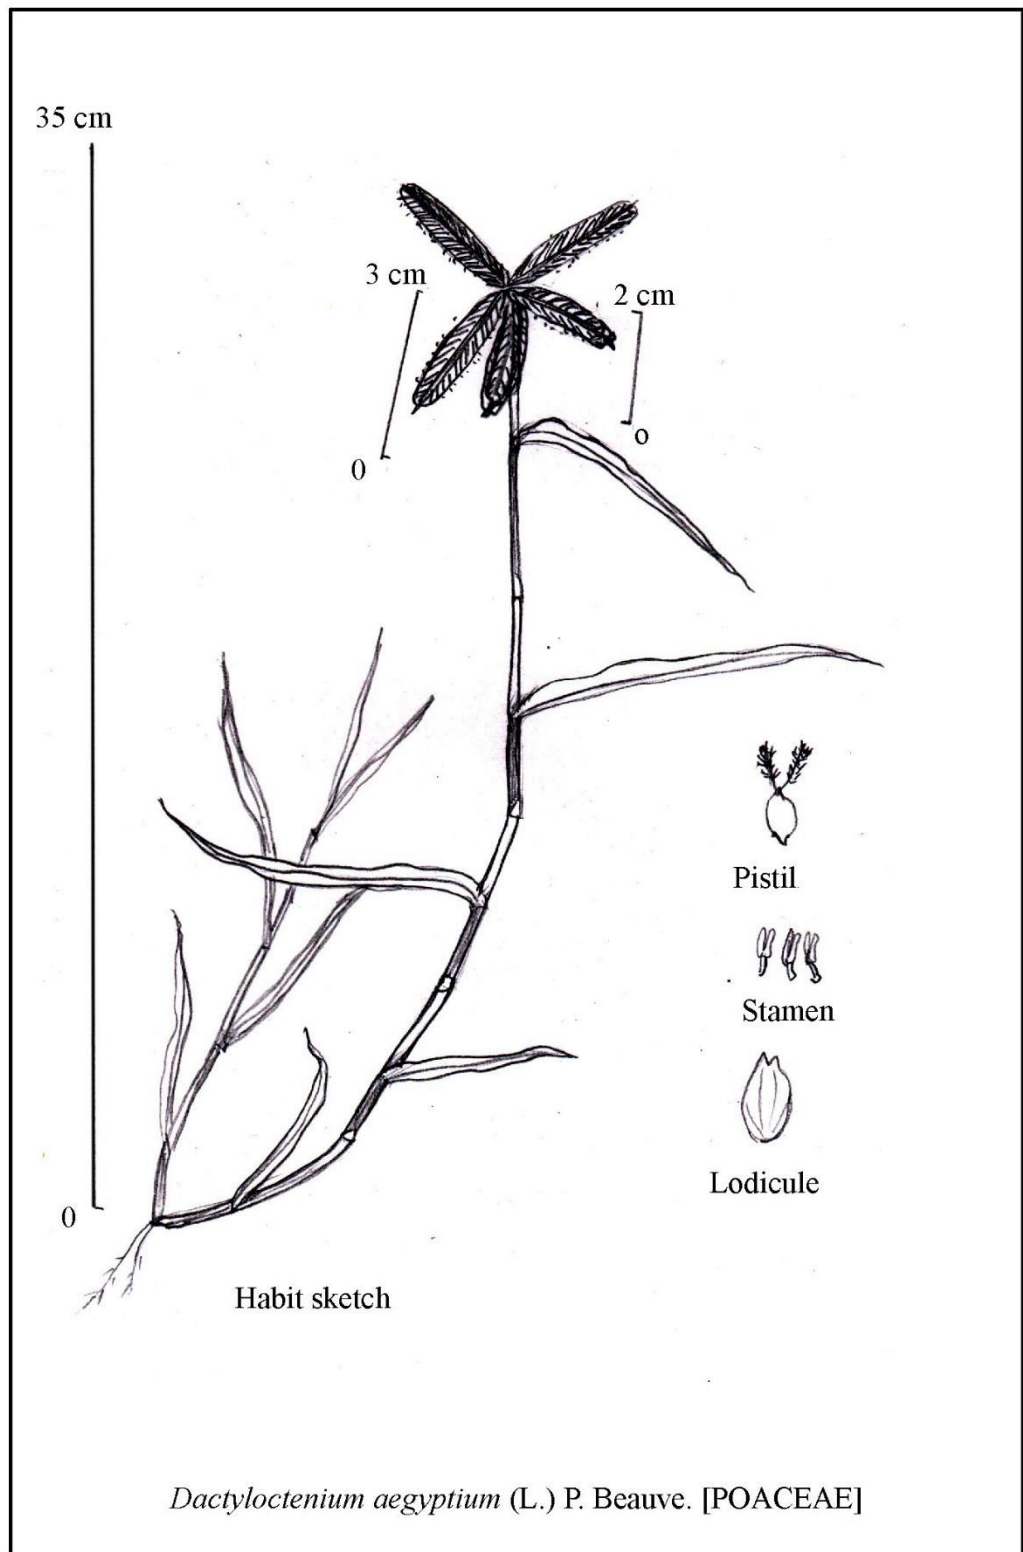 35 cm
3 cm
2 cm
o
0
Pistil
Stamen
Lodicule
0
Habit sketch
Dactyloctenium aegyptium (L.) P. Beauve. [POACEAE]